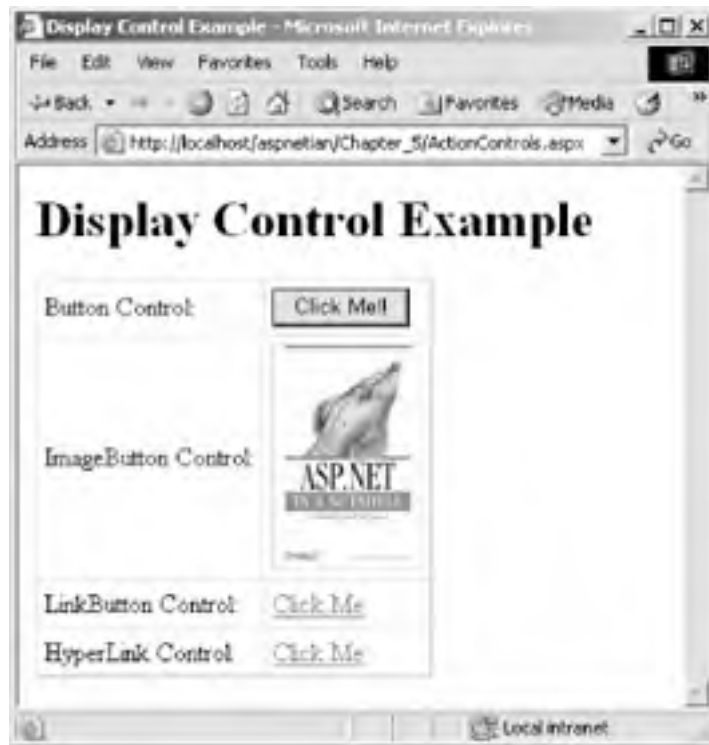 Display Control Example - Microsoft Internet Explorer
File Edit View Favorites Tools Help
Back Search Favorites Media »
Address http://localhost/aspnetian/Chapter_5/ActionControls.aspx Go
Display Control Example
Button Control: Click Me!!
ImageButton Control:
ASP.NET
IN A NUTSHELL
LinkButton Control: Click Me
HyperLink Control: Click Me
Local intranet